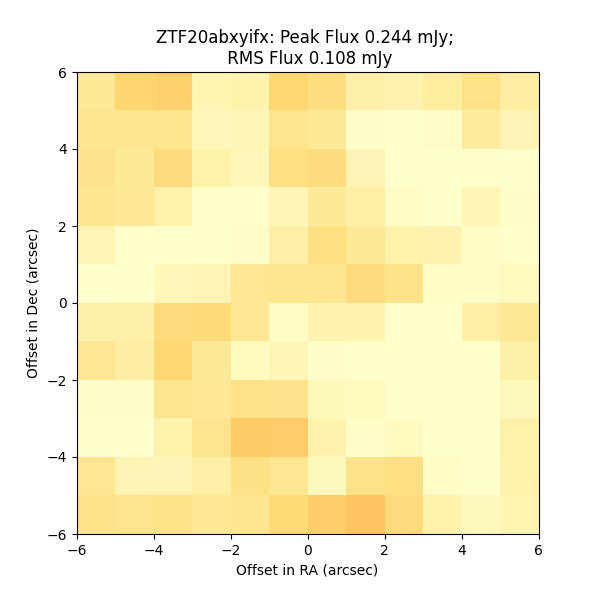 ZTF20abxyifx: Peak Flux 0.244 mJy;
RMS Flux 0.108 mJy
6
4
2
0
−2
−4
−6
Offset in Dec (arcsec)
−6 −4 −2 0 2 4 6
Offset in RA (arcsec)